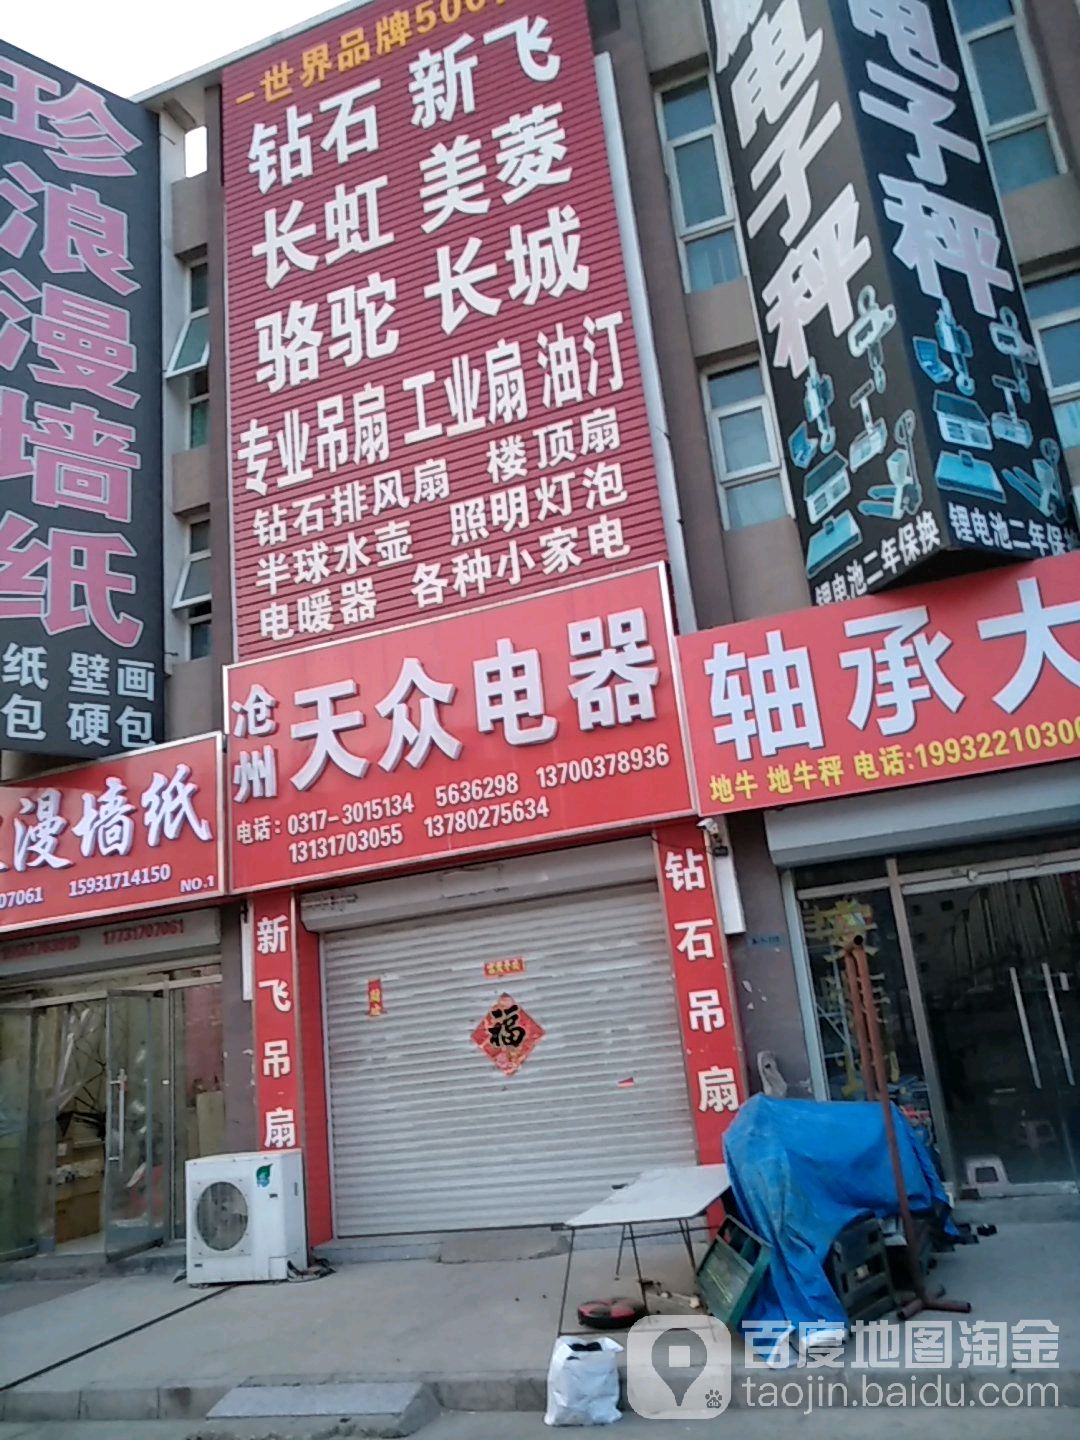 珍浪漫墙纸
纸 壁画
包 硬包
漫墙纸
07061 15931714150 NO.1
17731707061
世界品牌500
钻石 新飞
长虹 美菱
骆驼 长城
专业吊扇 工业扇 油汀
钻石排风扇 楼顶扇
半球水壶 照明灯泡
电暖器 各种小家电
沧州 天众电器
电话: 0317-3015134 5636298 13700378936
13131703055 13780275634
新飞吊扇
钻石吊扇
福
电子秤
电子秤
锂电池二年保换
锂电池二年保
轴承大
地牛 地牛秤 电话:1993221030
百度地图淘金
taojin.baidu.com